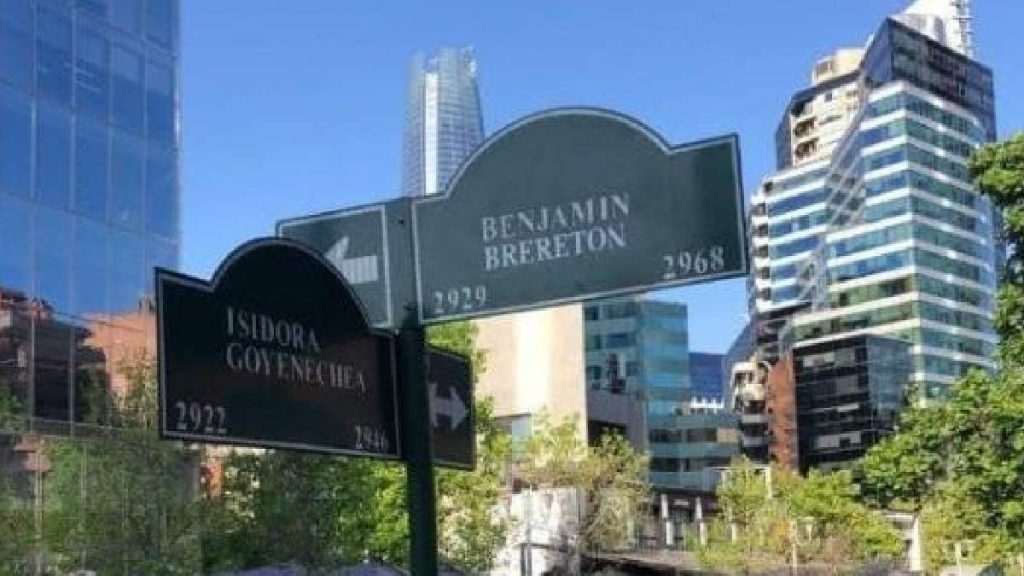 BENJAMIN
BRERETON
2929 2968
ISIDORA
GOYENECHEA
2922 2946